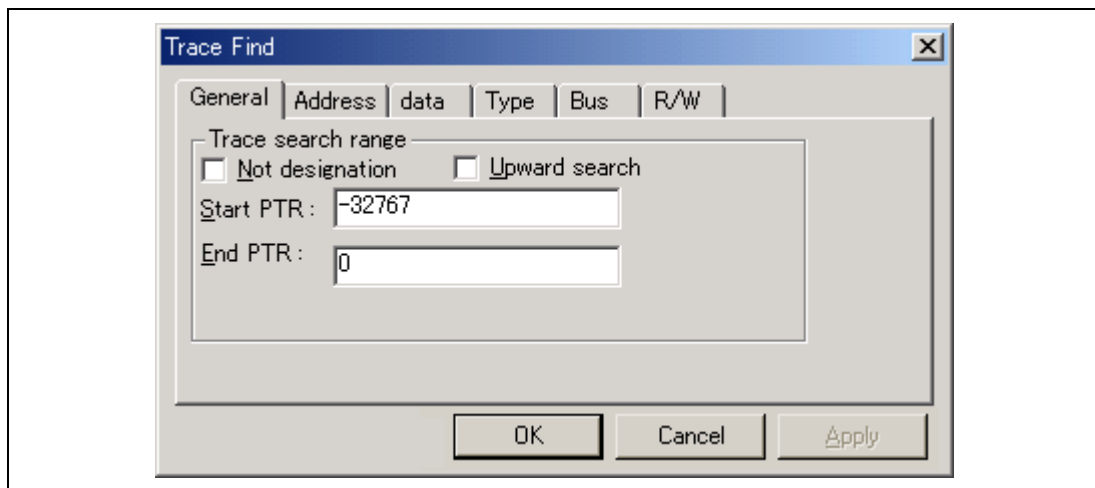 Trace Find
General Address data Type Bus R/W
Trace search range
Not designation Upward search
Start PTR : -32767
End PTR : 0
OK Cancel Apply